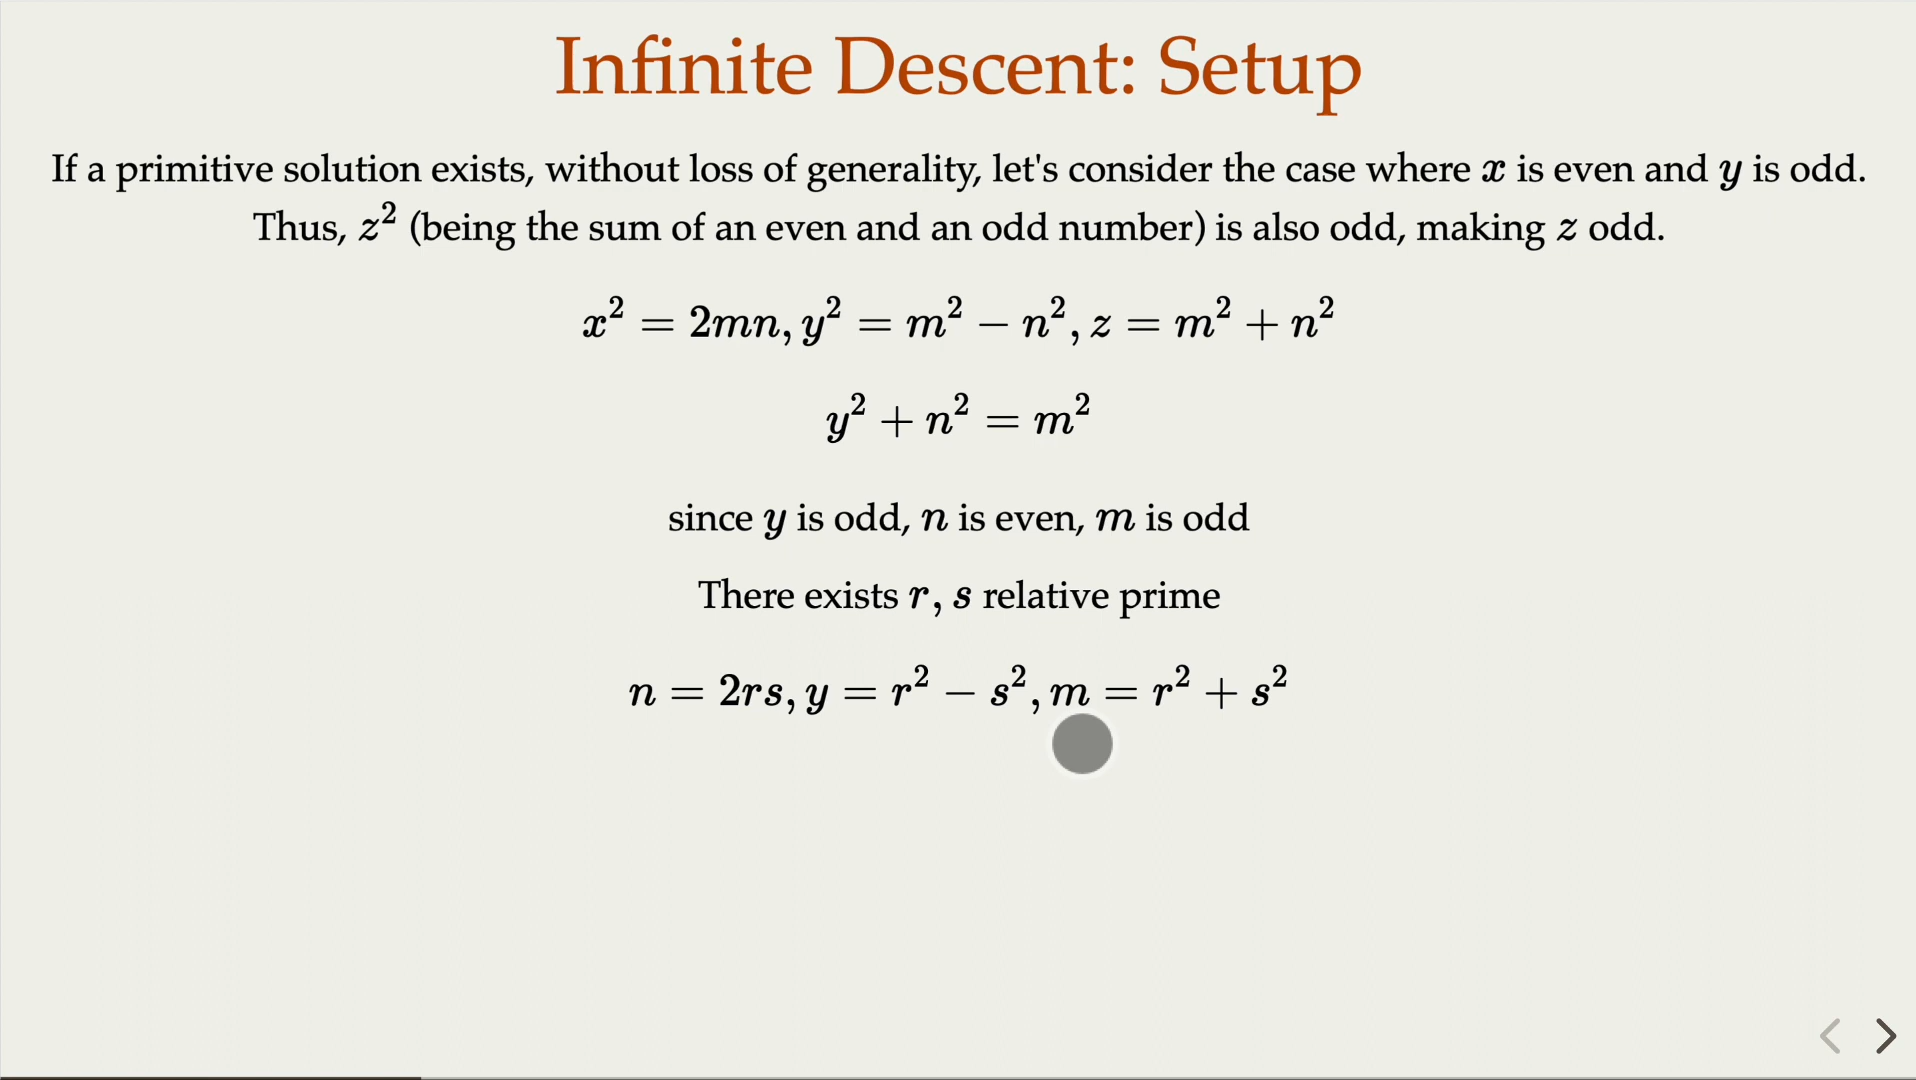 Infinite Descent: Setup
If a primitive solution exists, without loss of generality, let's consider the case where x is even and y is odd.
Thus, z² (being the sum of an even and an odd number) is also odd, making z odd.
x² = 2mn, y² = m² − n², z = m² + n²
y² + n² = m²
since y is odd, n is even, m is odd
There exists r, s relative prime
n = 2rs, y = r² − s², m = r² + s²